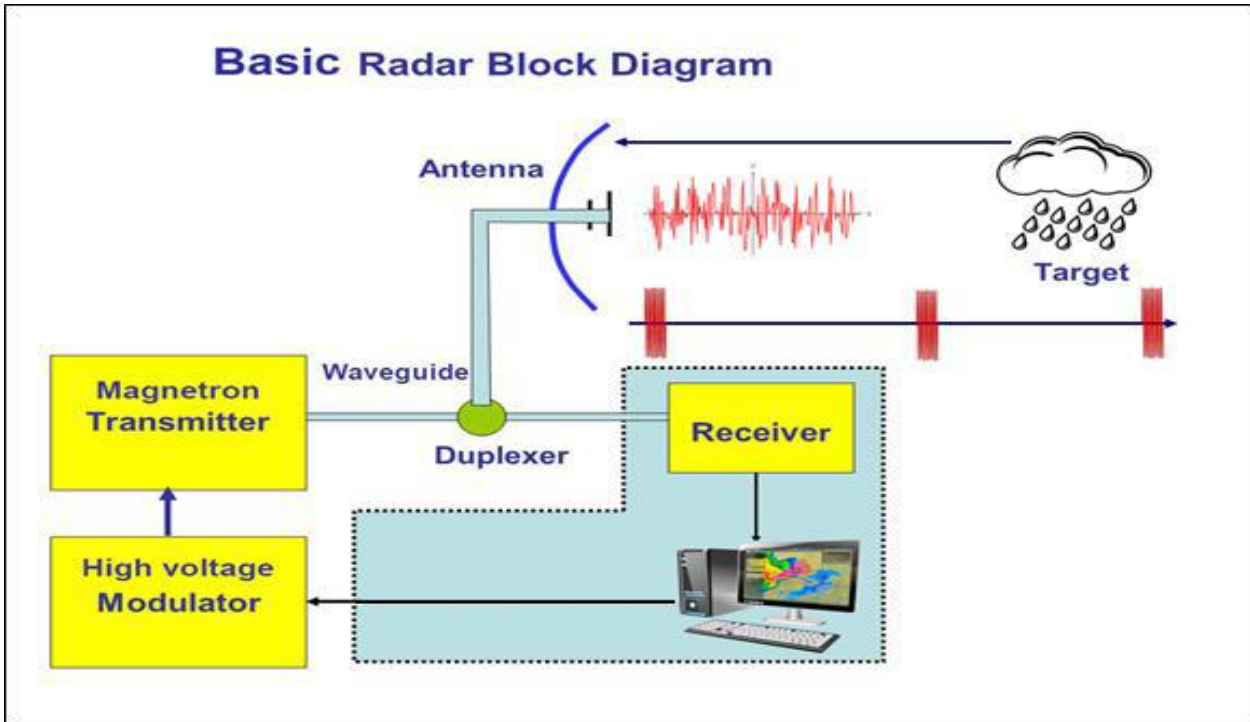 Basic Radar Block Diagram
Antenna
Target
Waveguide
Magnetron
Transmitter
Duplexer
Receiver
High voltage
Modulator